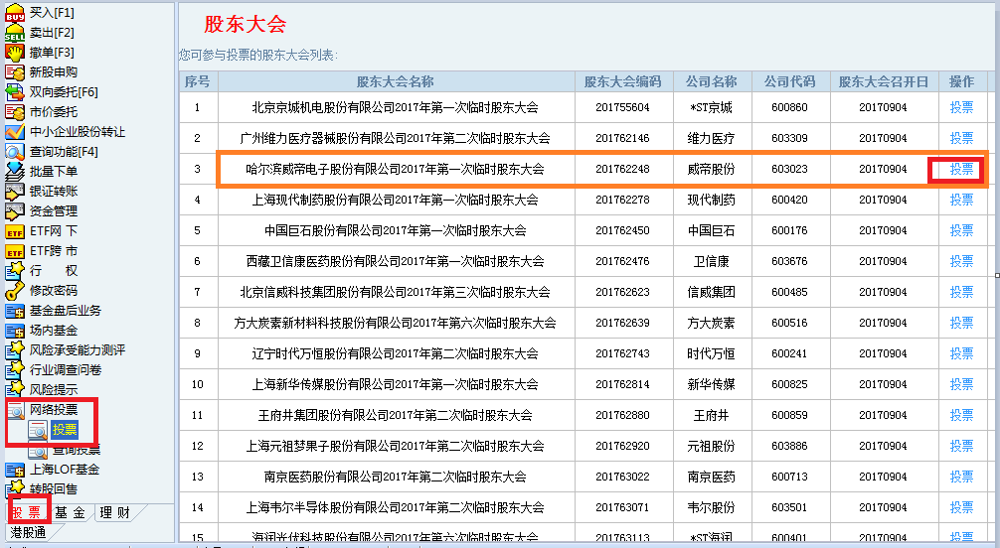 买入[F1]
卖出[F2]
撤单[F3]
新股申购
双向委托[F6]
市价委托
中小企业股份转让
查询功能[F4]
批量下单
银证转账
资金管理
ETF网 下
ETF跨 市
行 权
修改密码
基金盘后业务
场内基金
风险承受能力测评
行业调查问卷
风险提示
网络投票
投票
查询投票
上海LOF基金
转股回售
股 票 基 金 理 财
港股通
股东大会
您可参与投票的股东大会列表:
序号 股东大会名称 股东大会编码 公司名称 公司代码 股东大会召开日 操作
1 北京京城机电股份有限公司2017年第一次临时股东大会 201755604 *ST京城 600860 20170904 投票
2 广州维力医疗器械股份有限公司2017年第二次临时股东大会 201762146 维力医疗 603309 20170904 投票
3 哈尔滨威帝电子股份有限公司2017年第一次临时股东大会 201762248 威帝股份 603023 20170904 投票
4 上海现代制药股份有限公司2017年第一次临时股东大会 201762278 现代制药 600420 20170904 投票
5 中国巨石股份有限公司2017年第一次临时股东大会 201762450 中国巨石 600176 20170904 投票
6 西藏卫信康医药股份有限公司2017年第一次临时股东大会 201762476 卫信康 603676 20170904 投票
7 北京信威科技集团股份有限公司2017年第三次临时股东大会 201762623 信威集团 600485 20170904 投票
8 方大炭素新材料科技股份有限公司2017年第六次临时股东大会 201762639 方大炭素 600516 20170904 投票
9 辽宁时代万恒股份有限公司2017年第二次临时股东大会 201762743 时代万恒 600241 20170904 投票
10 上海新华传媒股份有限公司2017年第一次临时股东大会 201762814 新华传媒 600825 20170904 投票
11 王府井集团股份有限公司2017年第二次临时股东大会 201762880 王府井 600859 20170904 投票
12 上海元祖梦果子股份有限公司2017年第二次临时股东大会 201762920 元祖股份 603886 20170904 投票
13 南京医药股份有限公司2017年第二次临时股东大会 201763022 南京医药 600713 20170904 投票
14 上海韦尔半导体股份有限公司2017年第二次临时股东大会 201763071 韦尔股份 603501 20170904 投票
15 海润光伏科技股份有限公司2017年第六次临时股东大会 201763113 *ST海润 600401 20170904 投票